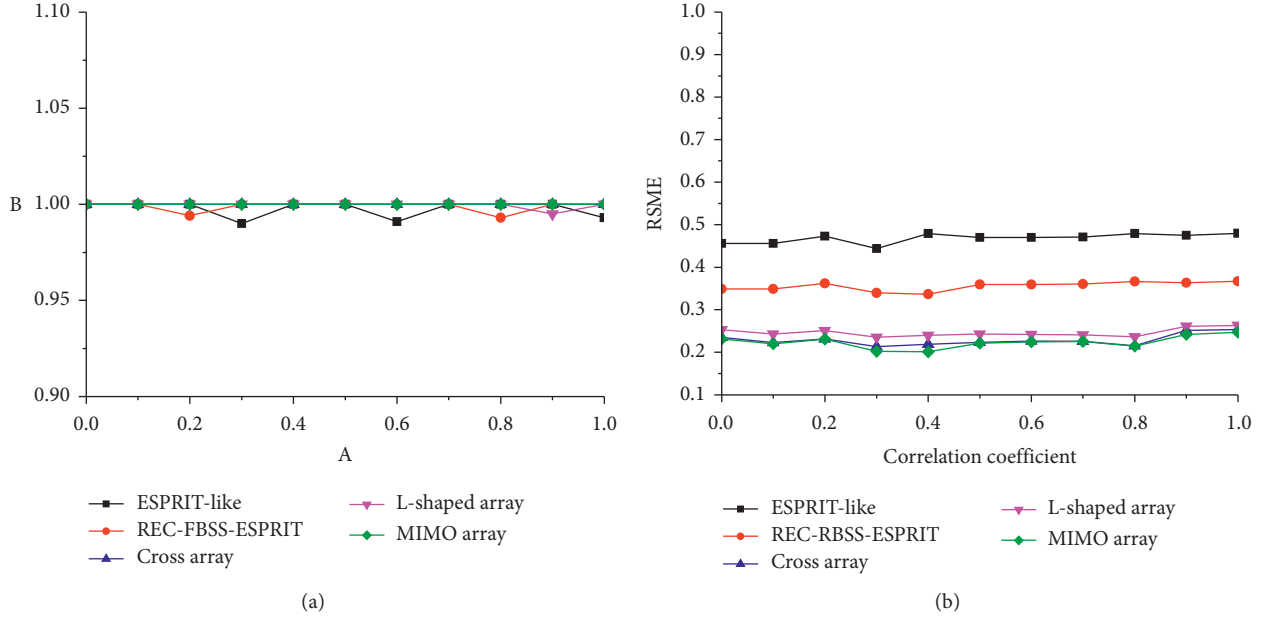 1.10
1.05
1.00
0.95
0.90
B
0.0
0.2
0.4
0.6
0.8
1.0
A
ESPRIT-like
REC-FBSS-ESPRIT
Cross array
L-shaped array
MIMO array
(a)
1.0
0.9
0.8
0.7
0.6
0.5
0.4
0.3
0.2
0.1
RSME
0.0
0.2
0.4
0.6
0.8
1.0
Correlation coefficient
ESPRIT-like
REC-RBSS-ESPRIT
Cross array
L-shaped array
MIMO array
(b)